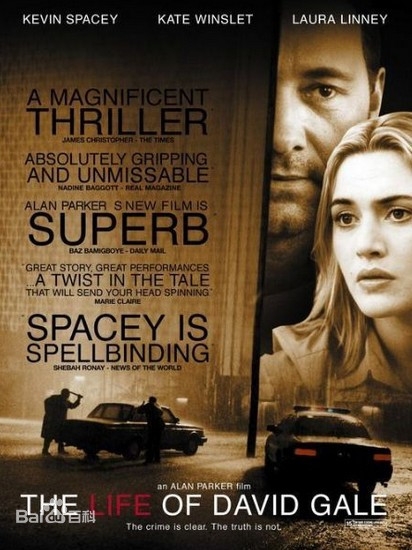 KEVIN SPACEY KATE WINSLET LAURA LINNEY
A MAGNIFICENT
THRILLER
JAMES CHRISTOPHER - THE TIMES
ABSOLUTELY GRIPPING
AND UNMISSABLE
NADINE BAGGOTT - REAL MAGAZINE
ALAN PARKER S NEW FILM IS
SUPERB
BAZ BAMIGBOYE - DAILY MAIL
GREAT STORY, GREAT PERFORMANCES
...A TWIST IN THE TALE
THAT WILL SEND YOUR HEAD SPINNING
MARIE CLAIRE
SPACEY IS
SPELLBINDING
SHEBAH RONAY - NEWS OF THE WORLD
an ALAN PARKER film
THE LIFE OF DAVID GALE
Bai百科
The crime is clear. The truth is not.